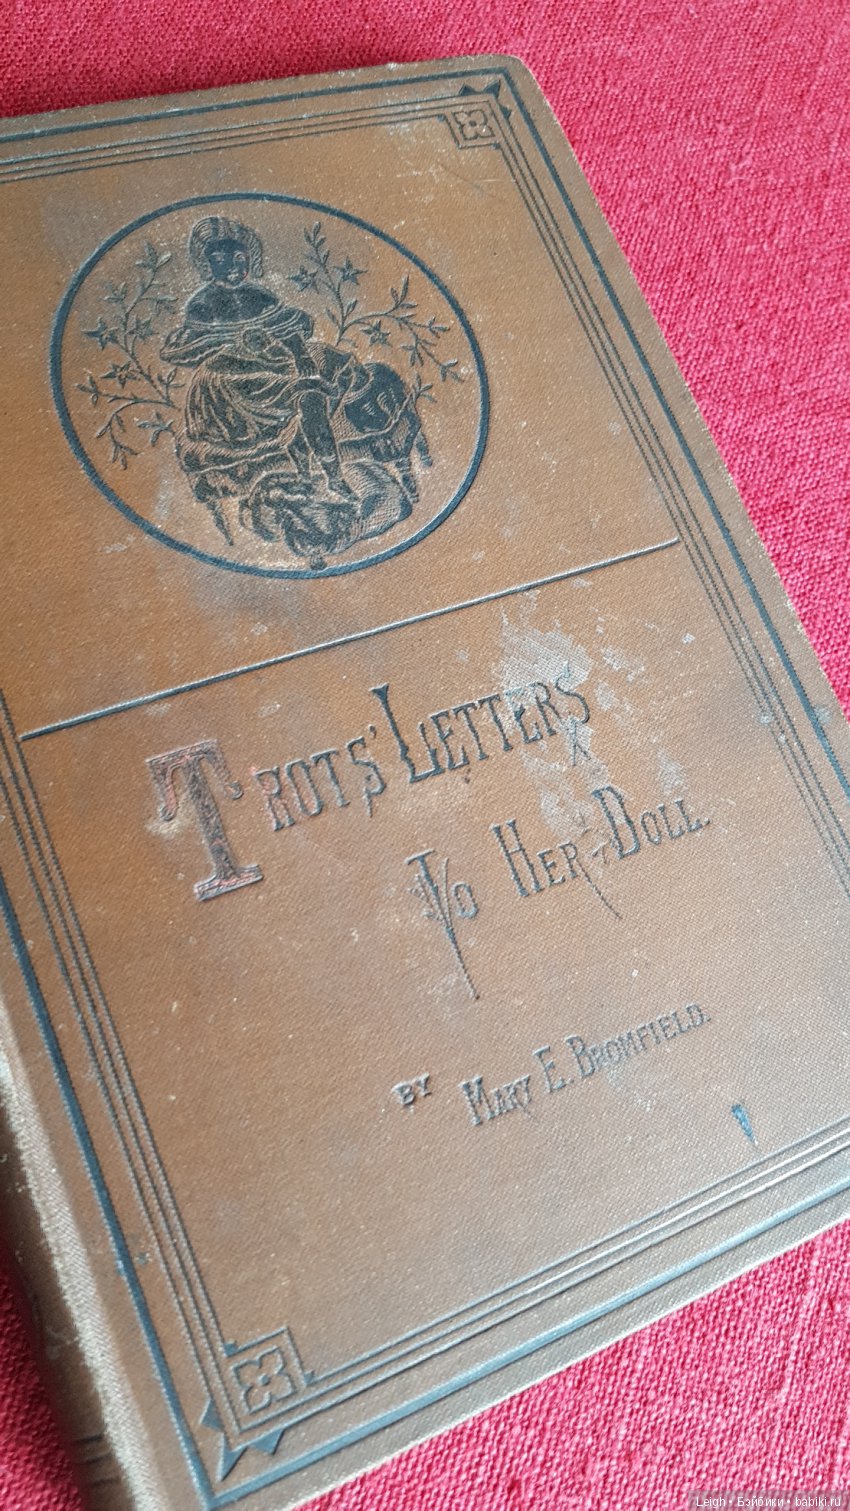 TROTS' LETTERS
TO HER DOLL.
BY MARY E. BROMFIELD.
Leigh • Бэйбики • babiki.ru